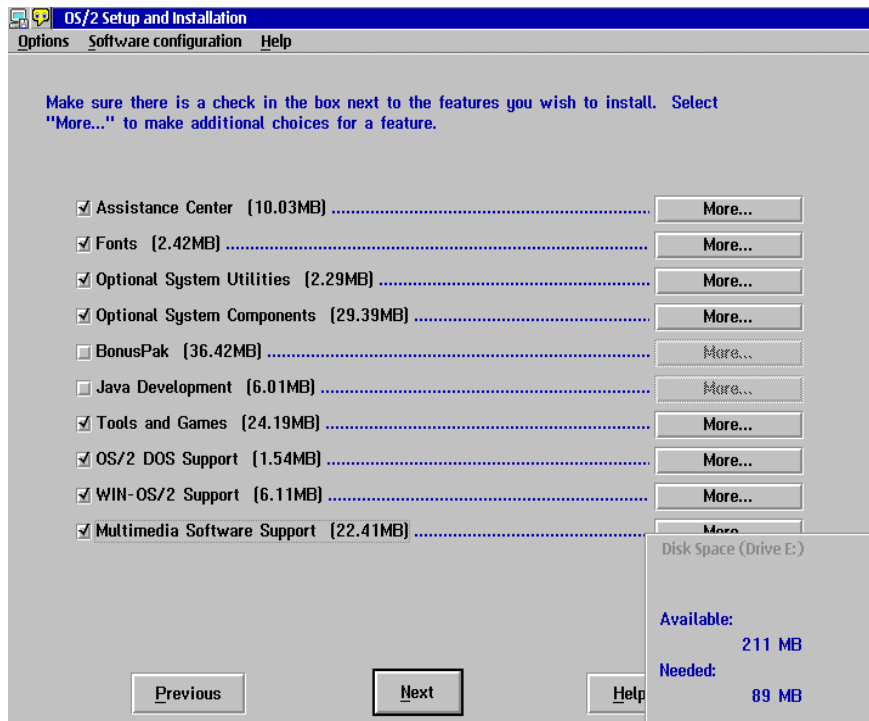 OS/2 Setup and Installation
Options Software configuration Help
Make sure there is a check in the box next to the features you wish to install. Select
"More..." to make additional choices for a feature.
Assistance Center (10.03MB) More...
Fonts (2.42MB) More...
Optional System Utilities (2.29MB) More...
Optional System Components (29.39MB) More...
BonusPak (36.42MB) More...
Java Development (6.01MB) More...
Tools and Games (24.19MB) More...
OS/2 DOS Support (1.54MB) More...
WIN-OS/2 Support (6.11MB) More...
Multimedia Software Support (22.41MB) More
Disk Space (Drive E:)
Available:
211 MB
Needed:
89 MB
Previous Next Help